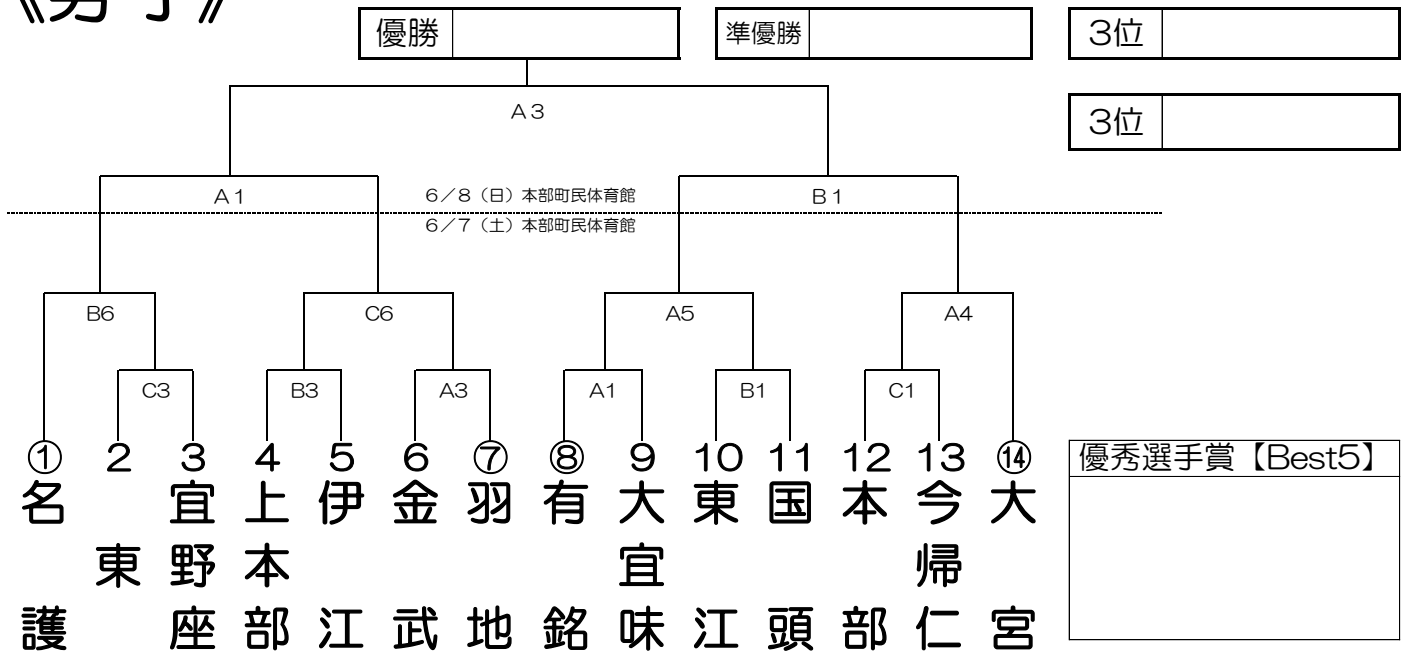 《男子》
優勝 準優勝 3位
3位
A3
A1 6/8(日)本部町民体育館 B1
6/7(土)本部町民体育館
B6 C6 A5 A4
C3 B3 A3 A1 B1 C1
① 2 3 4 5 6 ⑦ ⑧ 9 10 11 12 13 ⑭
名護
東
宜野座
上本部
伊江
金武
羽地
有銘
大宜味
東江
国頭
本部
今帰仁
大宮
優秀選手賞【Best5】